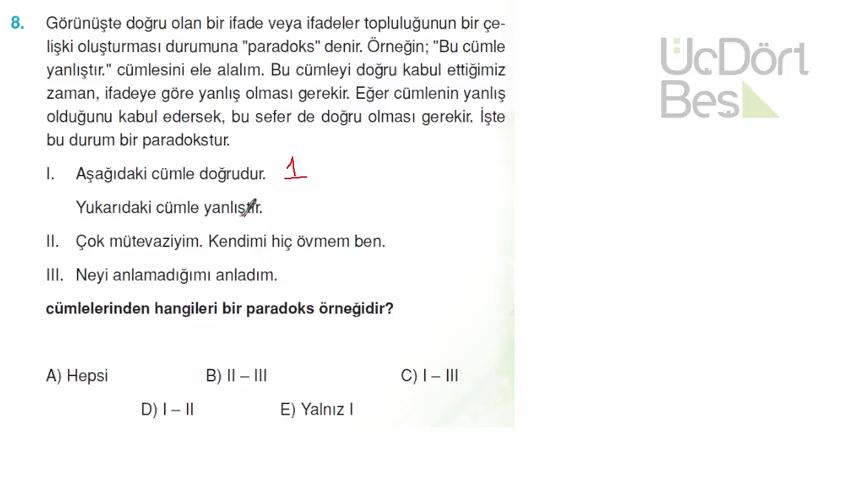 8. Görünüşte doğru olan bir ifade veya ifadeler topluluğunun bir çe-
lişki oluşturması durumuna "paradoks" denir. Örneğin; "Bu cümle
yanlıştır." cümlesini ele alalım. Bu cümleyi doğru kabul ettiğimiz
zaman, ifadeye göre yanlış olması gerekir. Eğer cümlenin yanlış
olduğunu kabul edersek, bu sefer de doğru olması gerekir. İşte
bu durum bir paradokstur.
I. Aşağıdaki cümle doğrudur. 1
Yukarıdaki cümle yanlıştır.
II. Çok mütevaziyim. Kendimi hiç övmem ben.
III. Neyi anlamadığımı anladım.
cümlelerinden hangileri bir paradoks örneğidir?
A) Hepsi B) II – III C) I – III
D) I – II E) Yalnız I
ÜçDört
Beş